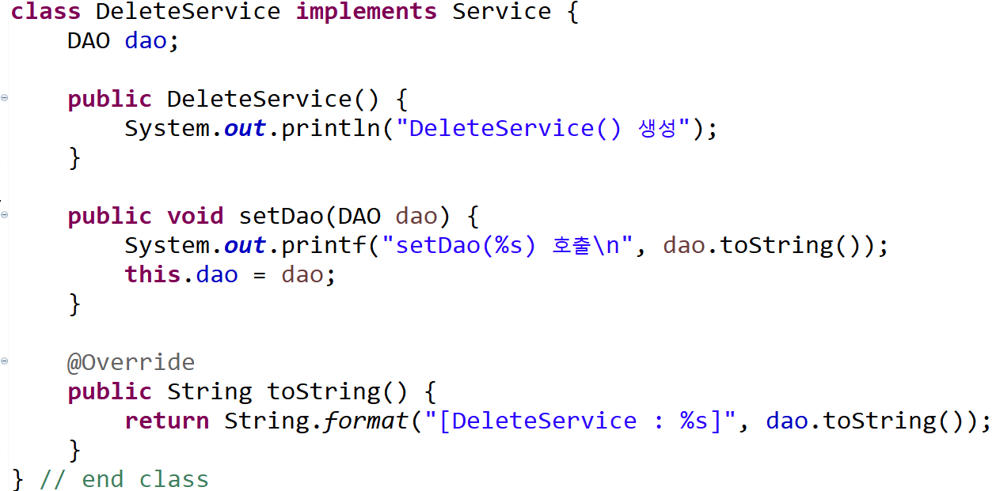 class DeleteService implements Service {
    DAO dao;

    public DeleteService() {
        System.out.println("DeleteService() 생성");
    }

    public void setDao(DAO dao) {
        System.out.printf("setDao(%s) 호출\n", dao.toString());
        this.dao = dao;
    }

    @Override
    public String toString() {
        return String.format("[DeleteService : %s]", dao.toString());
    }
} // end class